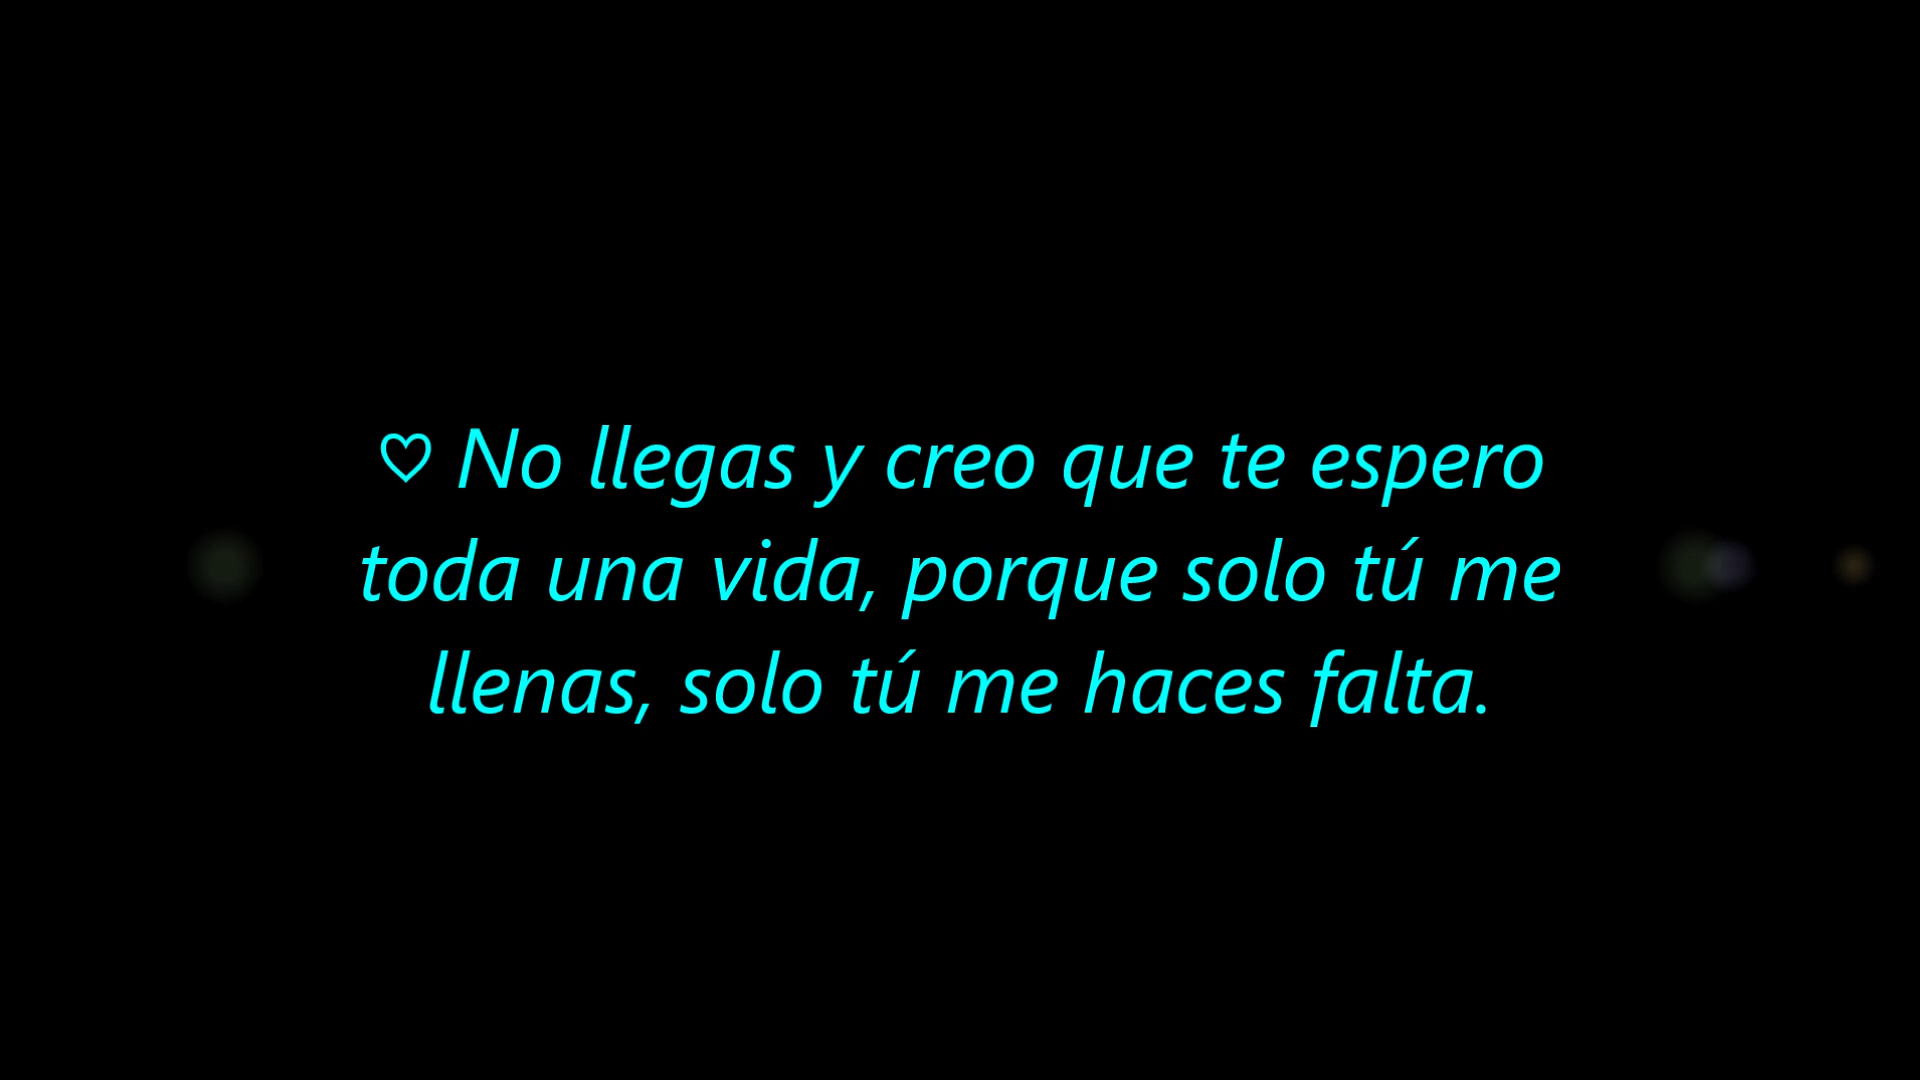 ♡ No llegas y creo que te espero
toda una vida, porque solo tú me
llenas, solo tú me haces falta.